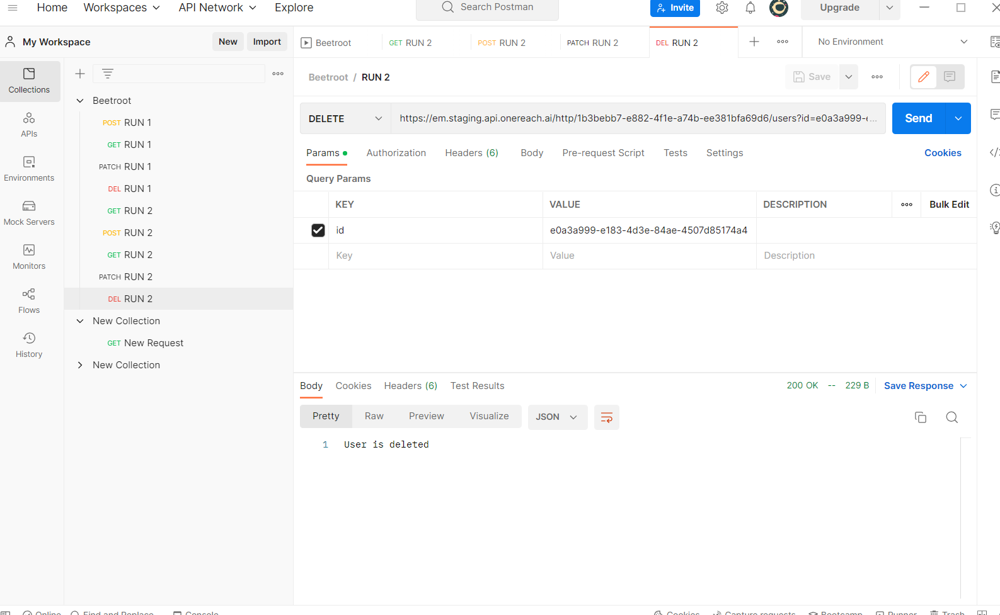 Home Workspaces API Network Explore Search Postman Invite Upgrade
My Workspace New Import Beetroot GET RUN 2 POST RUN 2 PATCH RUN 2 DEL RUN 2 No Environment
Collections
APIs
Environments
Mock Servers
Monitors
Flows
History
Beetroot
POST RUN 1
GET RUN 1
PATCH RUN 1
DEL RUN 1
GET RUN 2
POST RUN 2
GET RUN 2
PATCH RUN 2
DEL RUN 2
New Collection
GET New Request
New Collection
Beetroot / RUN 2 Save
DELETE https://em.staging.api.onereach.ai/http/1b3bebb7-e882-4f1e-a74b-ee381bfa69d6/users?id=e0a3a999-e... Send
Params Authorization Headers (6) Body Pre-request Script Tests Settings Cookies
Query Params
KEY VALUE DESCRIPTION Bulk Edit
id e0a3a999-e183-4d3e-84ae-4507d85174a4
Key Value Description
Body Cookies Headers (6) Test Results 200 OK -- 229 B Save Response
Pretty Raw Preview Visualize JSON
1 User is deleted
Online Find and Replace Console Cookies Capture requests Bootcamp Runner Trash